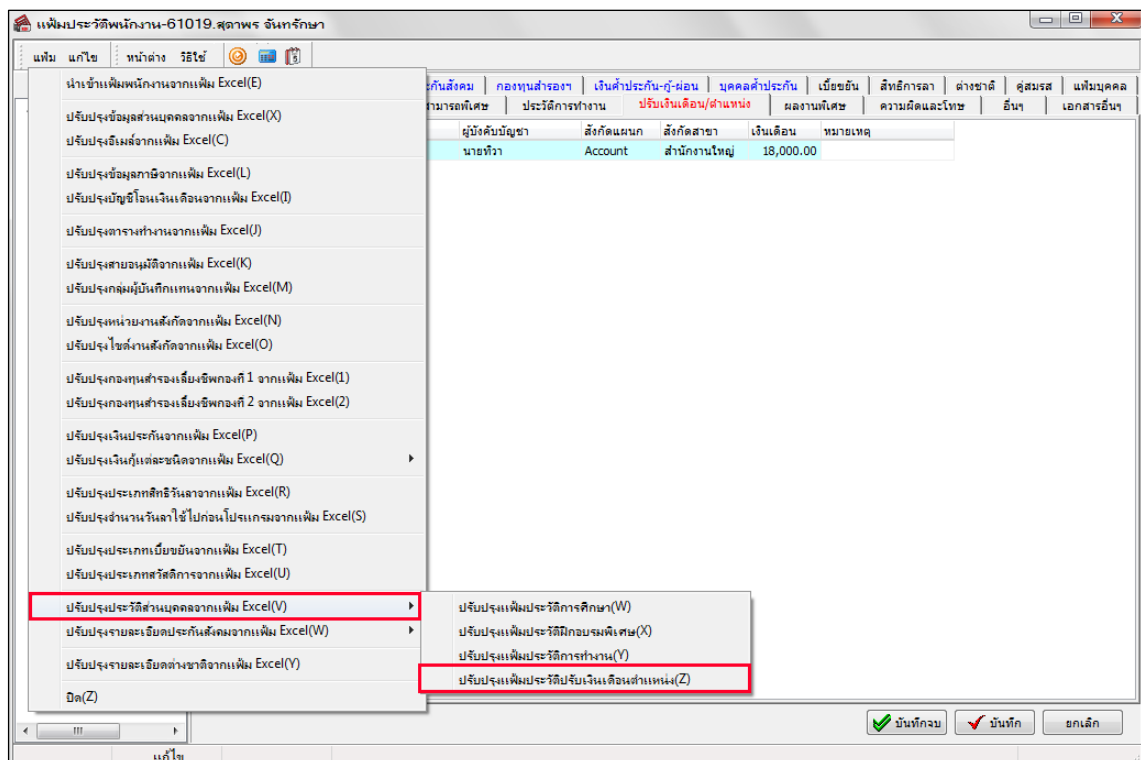 แฟ้มประวัติพนักงาน-61019.สุดาพร จันทรักษา
แฟ้ม แก้ไข หน้าต่าง วิธีใช้
กันสังคม กองทุนสำรองฯ เงินค้ำประกัน-กู้-ผ่อน บุคคลค้ำประกัน เบี้ยขยัน สิทธิการลา ต่างชาติ คู่สมรส แฟ้มบุคคล
ามารถพิเศษ ประวัติการทำงาน ปรับเงินเดือน/ตำแหน่ง ผลงานพิเศษ ความผิดและโทษ อื่นๆ เอกสารอื่นๆ
ผู้บังคับบัญชา สังกัดแผนก สังกัดสาขา เงินเดือน หมายเหตุ
นายทิวา Account สำนักงานใหญ่ 18,000.00
นำเข้าแฟ้มพนักงานจากแฟ้ม Excel(E)
ปรับปรุงข้อมูลส่วนบุคคลจากแฟ้ม Excel(X)
ปรับปรุงอีเมล์จากแฟ้ม Excel(C)
ปรับปรุงข้อมูลภาษีจากแฟ้ม Excel(L)
ปรับปรุงบัญชีโอนเงินเดือนจากแฟ้ม Excel(I)
ปรับปรุงตารางทำงานจากแฟ้ม Excel(J)
ปรับปรุงสายอนุมัติจากแฟ้ม Excel(K)
ปรับปรุงกลุ่มผู้บันทึกแทนจากแฟ้ม Excel(M)
ปรับปรุงหน่วยงานสังกัดจากแฟ้ม Excel(N)
ปรับปรุงไซต์งานสังกัดจากแฟ้ม Excel(O)
ปรับปรุงกองทุนสำรองเลี้ยงชีพกองที่ 1 จากแฟ้ม Excel(1)
ปรับปรุงกองทุนสำรองเลี้ยงชีพกองที่ 2 จากแฟ้ม Excel(2)
ปรับปรุงเงินประกันจากแฟ้ม Excel(P)
ปรับปรุงเงินกู้แต่ละชนิดจากแฟ้ม Excel(Q)
ปรับปรุงประเภทสิทธิวันลาจากแฟ้ม Excel(R)
ปรับปรุงจำนวนวันลาใช้ไปก่อนโปรแกรมจากแฟ้ม Excel(S)
ปรับปรุงประเภทเบี้ยขยันจากแฟ้ม Excel(T)
ปรับปรุงประเภทสวัสดิการจากแฟ้ม Excel(U)
ปรับปรุงประวัติส่วนบุคคลจากแฟ้ม Excel(V)
ปรับปรุงรายละเอียดประกันสังคมจากแฟ้ม Excel(W)
ปรับปรุงรายละเอียดต่างชาติจากแฟ้ม Excel(Y)
ปิด(Z)
ปรับปรุงแฟ้มประวัติการศึกษา(W)
ปรับปรุงแฟ้มประวัติฝึกอบรมพิเศษ(X)
ปรับปรุงแฟ้มประวัติการทำงาน(Y)
ปรับปรุงแฟ้มประวัติปรับเงินเดือนตำแหน่ง(Z)
บันทึกจบ บันทึก ยกเลิก
แก้ไข